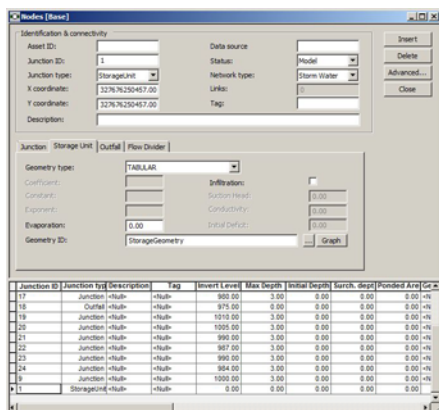 Nodes [Base]
Identification & connectivity
Asset ID:
Data source
Insert
Junction ID: 1
Status: Model
Delete
Junction type: StorageUnit
Network type: Storm Water
Advanced...
X coordinate: 327676250457.00
Links: 0
Close
Y coordinate: 327676250457.00
Tag:
Description:
Junction Storage Unit Outfall Flow Divider
Geometry type: TABULAR
Coefficient:
Infiltration:
Constant:
Suction Head: 0.00
Exponent:
Conductivity: 0.00
Evaporation: 0.00
Initial Deficit: 0.00
Geometry ID: StorageGeometry ... Graph
Junction ID Junction typ Description Tag Invert Level Max Depth Initial Depth Surch. dept Ponded Are Ge
17 Junction <Null> <Null> 980.00 3.00 0.00 0.00 0.00 <N
18 Outfall <Null> <Null> 975.00 0.00 0.00 0.00 0.00 <N
19 Junction <Null> <Null> 1010.00 3.00 0.00 0.00 0.00 <N
20 Junction <Null> <Null> 1005.00 3.00 0.00 0.00 0.00 <N
21 Junction <Null> <Null> 990.00 3.00 0.00 0.00 0.00 <N
22 Junction <Null> <Null> 987.00 3.00 0.00 0.00 0.00 <N
23 Junction <Null> <Null> 990.00 3.00 0.00 0.00 0.00 <N
24 Junction <Null> <Null> 984.00 3.00 0.00 0.00 0.00 <N
9 Junction <Null> <Null> 1000.00 3.00 0.00 0.00 0.00 <N
1 StorageUnit <Null> <Null> 0.00 0.00 0.00 0.00 0.00 <N